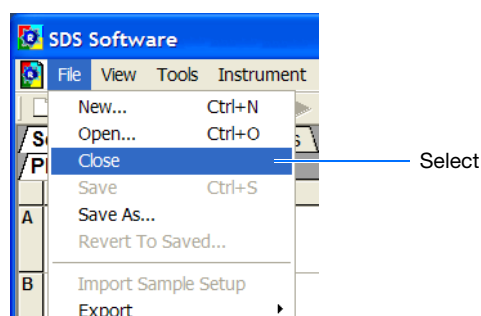 SDS Software
File View Tools Instrument
New... Ctrl+N
Open... Ctrl+O
Close
Select
Save Ctrl+S
A
Save As...
Revert To Saved...
B
Import Sample Setup
Export